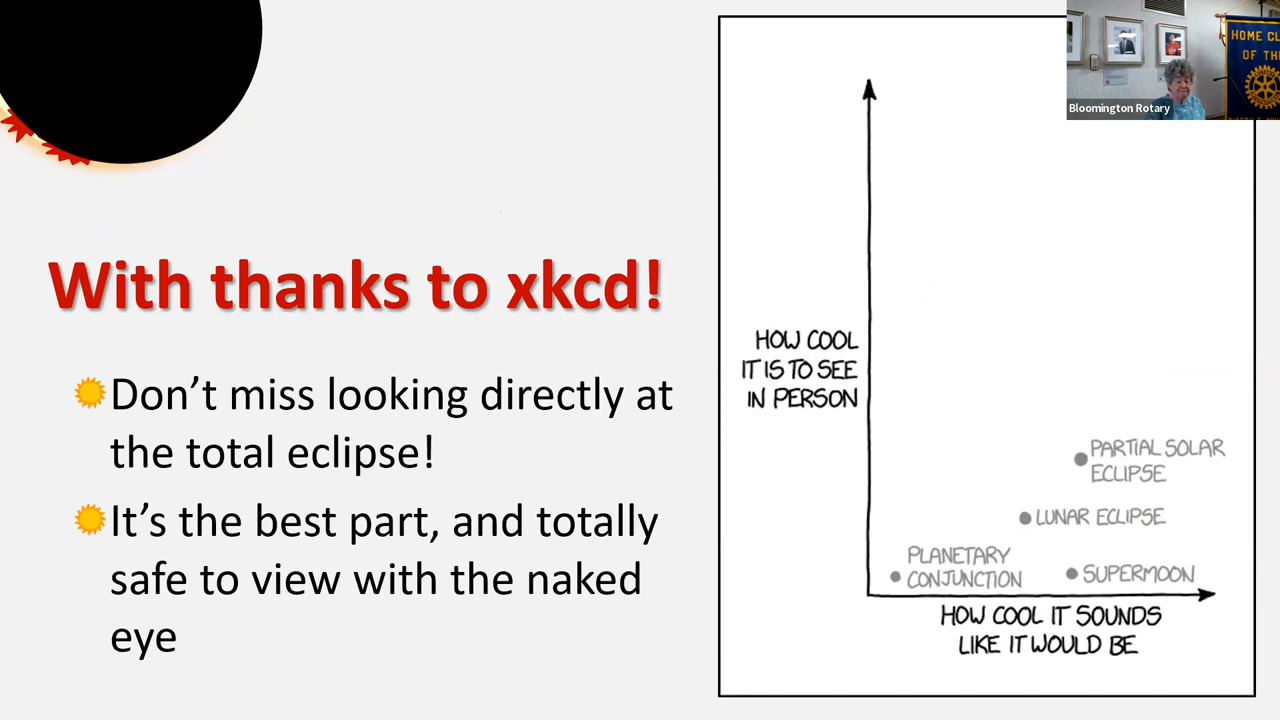 With thanks to xkcd!
Don't miss looking directly at
the total eclipse!
It's the best part, and totally
safe to view with the naked
eye
HOW COOL
IT IS TO SEE
IN PERSON
PARTIAL SOLAR
ECLIPSE
LUNAR ECLIPSE
PLANETARY
CONJUNCTION
SUPERMOON
HOW COOL IT SOUNDS
LIKE IT WOULD BE
HOME CL
OF TH
Bloomington Rotary